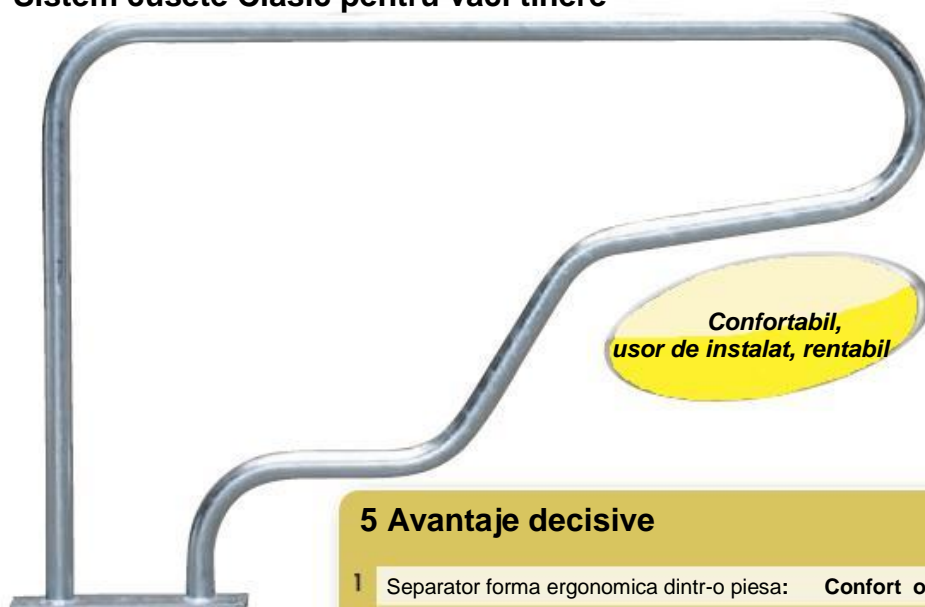 Sistem cusete Clasic pentru vaci tinere
Confortabil,
usor de instalat, rentabil
5 Avantaje decisive
1 Separator forma ergonomica dintr-o piesa: Confort